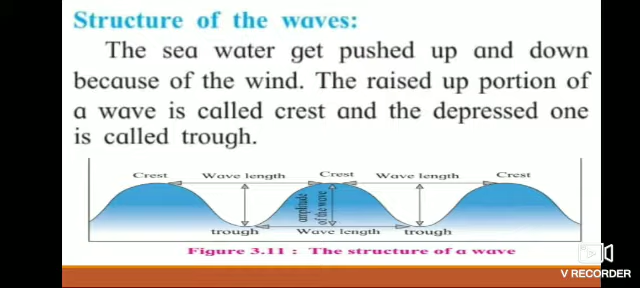 Structure of the waves:
The sea water get pushed up and down
because of the wind. The raised up portion of
a wave is called crest and the depressed one
is called trough.
Crest Wave length Crest Wave length Crest
amplitude
of the wave
trough Wave length trough
Figure 3.11 : The structure of a wave
V RECORDER